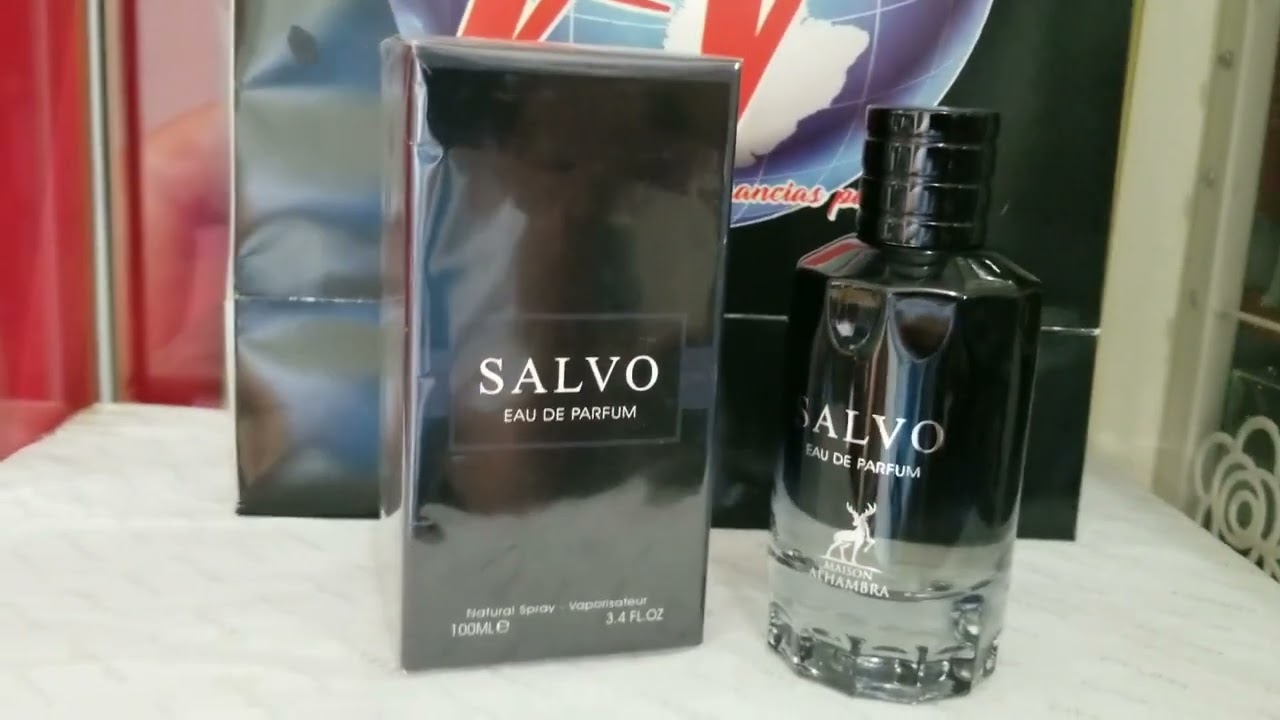 SALVO
EAU DE PARFUM
Natural Spray - Vaporisateur
100ML℮
3.4 FL.OZ
SALVO
EAU DE PARFUM
MAISON
ALHAMBRA